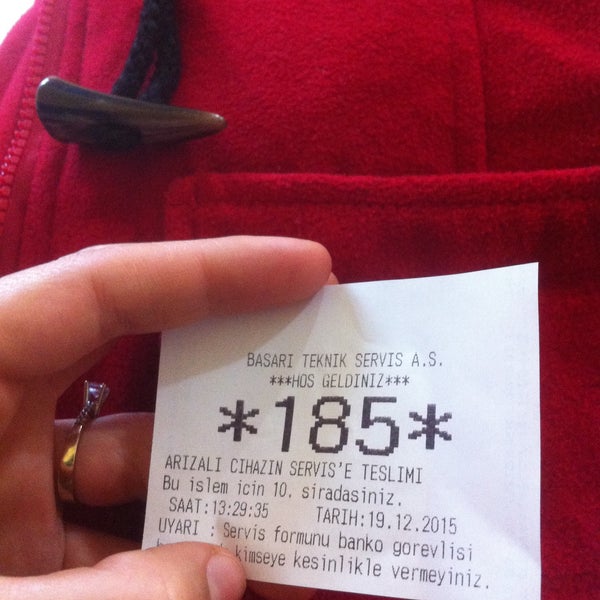 BASARI TEKNIK SERVIS A.S.
***HOS GELDINIZ***
*185*
ARIZALI CIHAZIN SERVIS'E TESLIMI
Bu islem icin 10. siradasiniz.
SAAT:13:29:35 TARIH:19.12.2015
UYARI : Servis formunu banko gorevlisi
kimseye kesinlikle vermeyiniz.